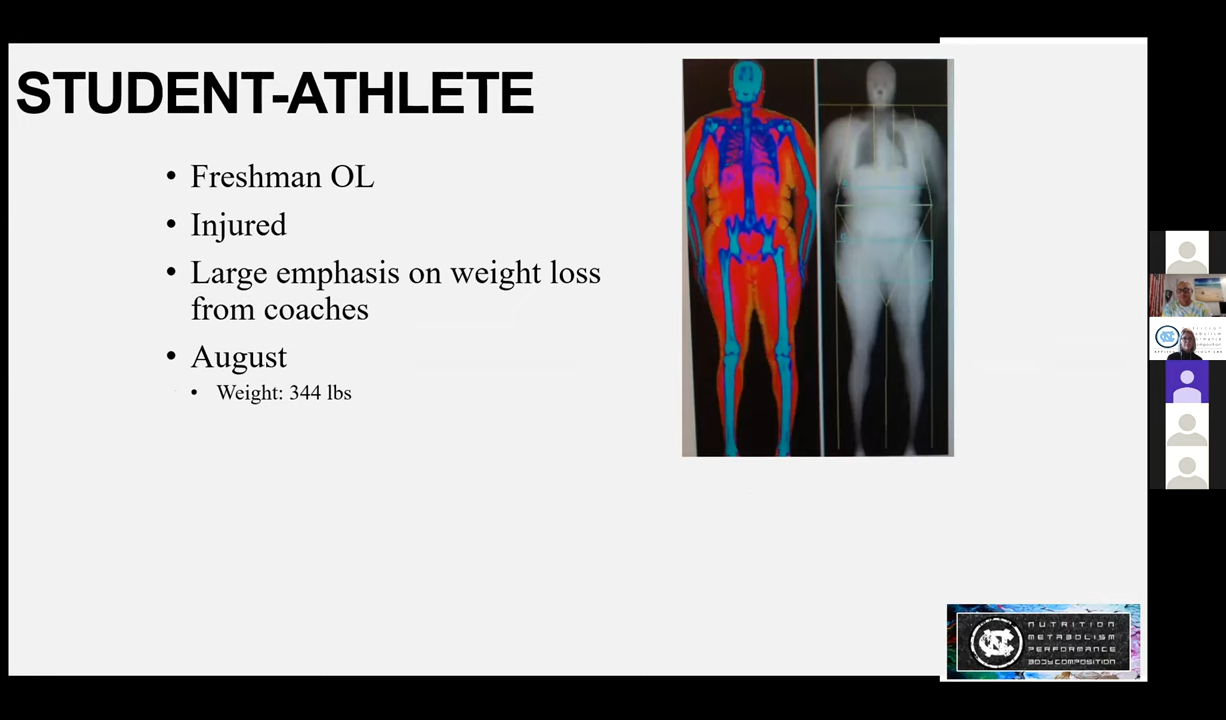 STUDENT-ATHLETE
• Freshman OL
• Injured
• Large emphasis on weight loss
from coaches
• August
• Weight: 344 lbs
NUTRITION
METABOLISM
PERFORMANCE
BODY COMPOSITION